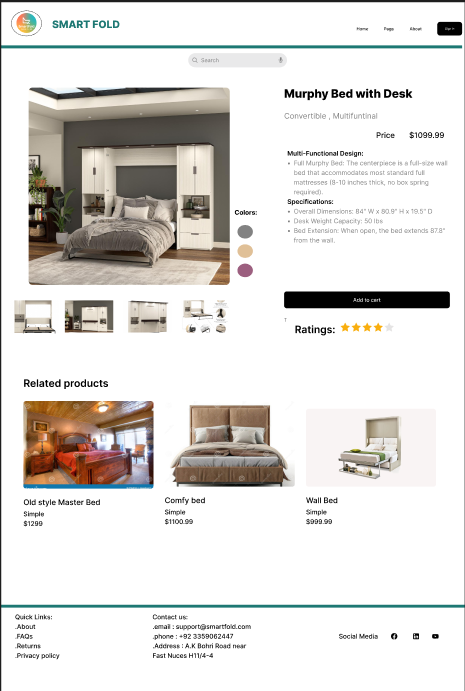 SMART FOLD
Home Page About
Search
Murphy Bed with Desk
Convertible , Multifuntinal
Price $1099.99
Multi-Functional Design:
• Full Murphy Bed: The centerpiece is a full-size wall
bed that accommodates most standard full
mattresses (8-10 inches thick, no box spring
required).
Specifications:
• Overall Dimensions: 84" W x 80.9" H x 19.5" D
• Desk Weight Capacity: 50 lbs
• Bed Extension: When open, the bed extends 87.8"
from the wall.
Colors:
Add to cart
Ratings:
Related products
Old style Master Bed
Simple
$1299
Comfy bed
Simple
$1100.99
Wall Bed
Simple
$999.99
Quick Links:
.About
.FAQs
.Returns
.Privacy policy
Contact us:
.email : support@smartfold.com
.phone : +92 3359062447
.Address : A.K Bohri Road near
Fast Nuces H11/4-4
Social Media